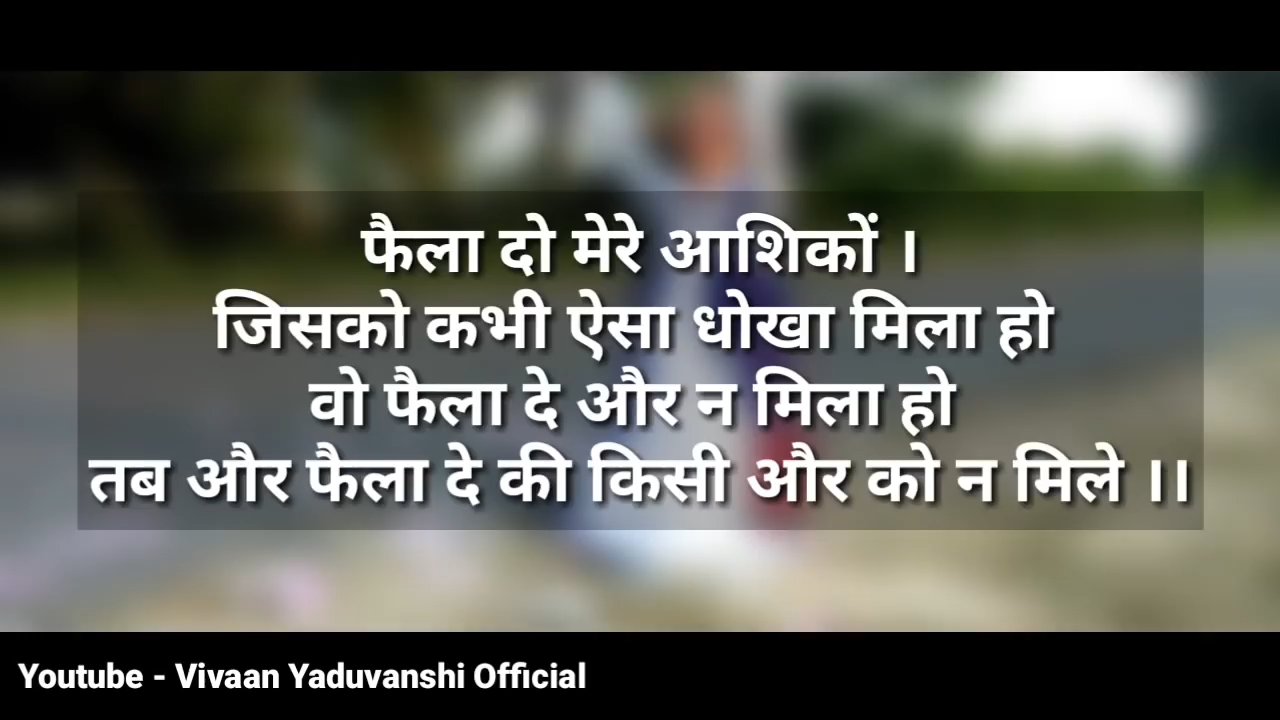 फैला दो मेरे आशिकों ।
जिसको कभी ऐसा धोखा मिला हो
वो फैला दे और न मिला हो
तब और फैला दे की किसी और को न मिले ।।
Youtube - Vivaan Yaduvanshi Official